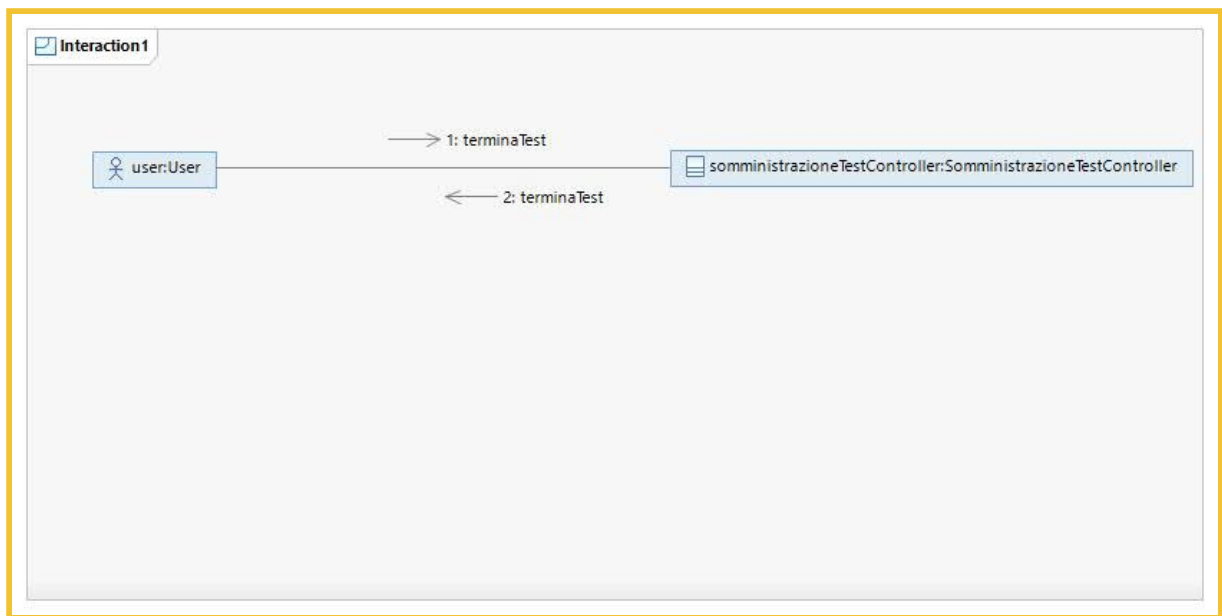 Interaction1
1: terminaTest
user:User
somministrazioneTestController:SomministrazioneTestController
2: terminaTest